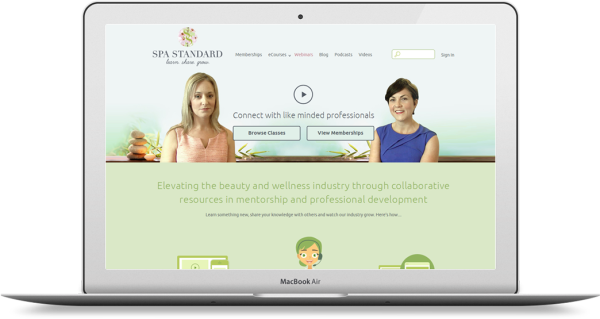 SPA STANDARD
learn. share. grow.
Memberships eCourses Webinars Blog Podcasts Videos Sign In
Connect with like minded professionals
Browse Classes View Memberships
Elevating the beauty and wellness industry through collaborative
resources in mentorship and professional development
Learn something new, share your knowledge with others and watch our industry grow. Here's how...
MacBook Air